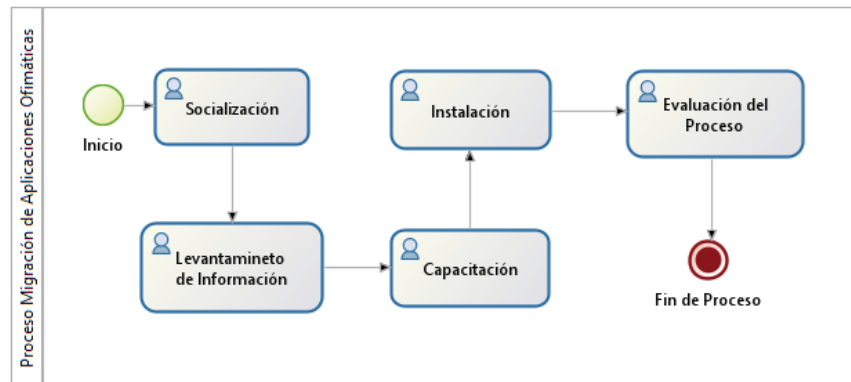 Proceso Migración de Aplicaciones Ofimáticas
Inicio
Socialización
Levantamineto
de Información
Capacitación
Instalación
Evaluación del
Proceso
Fin de Proceso